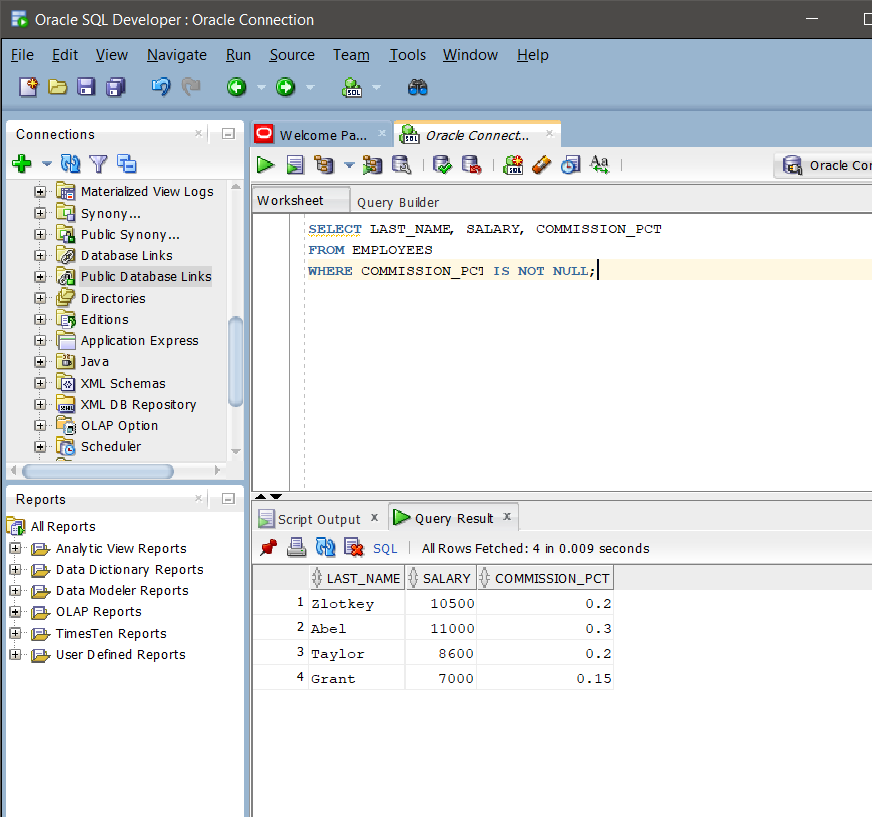 Oracle SQL Developer : Oracle Connection
File Edit View Navigate Run Source Team Tools Window Help
Connections
Materialized View Logs
Synony...
Public Synony...
Database Links
Public Database Links
Directories
Editions
Application Express
Java
XML Schemas
XML DB Repository
OLAP Option
Scheduler
Reports
All Reports
Analytic View Reports
Data Dictionary Reports
Data Modeler Reports
OLAP Reports
TimesTen Reports
User Defined Reports
Welcome Pa... Oracle Connect...
Oracle Con
Worksheet Query Builder
SELECT LAST_NAME, SALARY, COMMISSION_PCT
FROM EMPLOYEES
WHERE COMMISSION_PCT IS NOT NULL;
Script Output x Query Result x
SQL All Rows Fetched: 4 in 0.009 seconds
LAST_NAME SALARY COMMISSION_PCT
1 Zlotkey 10500 0.2
2 Abel 11000 0.3
3 Taylor 8600 0.2
4 Grant 7000 0.15